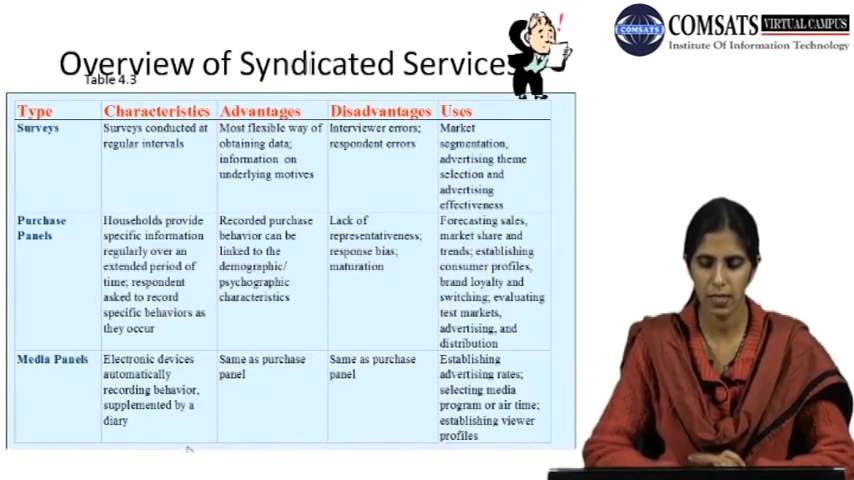 COMSATS VIRTUAL CAMPUS
Institute Of Information Technology
Overview of Syndicated Services
Table 4.3
Type Characteristics Advantages Disadvantages Uses
Surveys
Surveys conducted at
regular intervals
Most flexible way of
obtaining data;
information on
underlying motives
Interviewer errors;
respondent errors
Market
segmentation,
advertising theme
selection and
advertising
effectiveness
Purchase
Panels
Households provide
specific information
regularly over an
extended period of
time; respondent
asked to record
specific behaviors as
they occur
Recorded purchase
behavior can be
linked to the
demographic/
psychographic
characteristics
Lack of
representativeness;
response bias;
maturation
Forecasting sales,
market share and
trends; establishing
consumer profiles,
brand loyalty and
switching; evaluating
test markets,
advertising, and
distribution
Media Panels
Electronic devices
automatically
recording behavior,
supplemented by a
diary
Same as purchase
panel
Same as purchase
panel
Establishing
advertising rates;
selecting media
program or air time;
establishing viewer
profiles